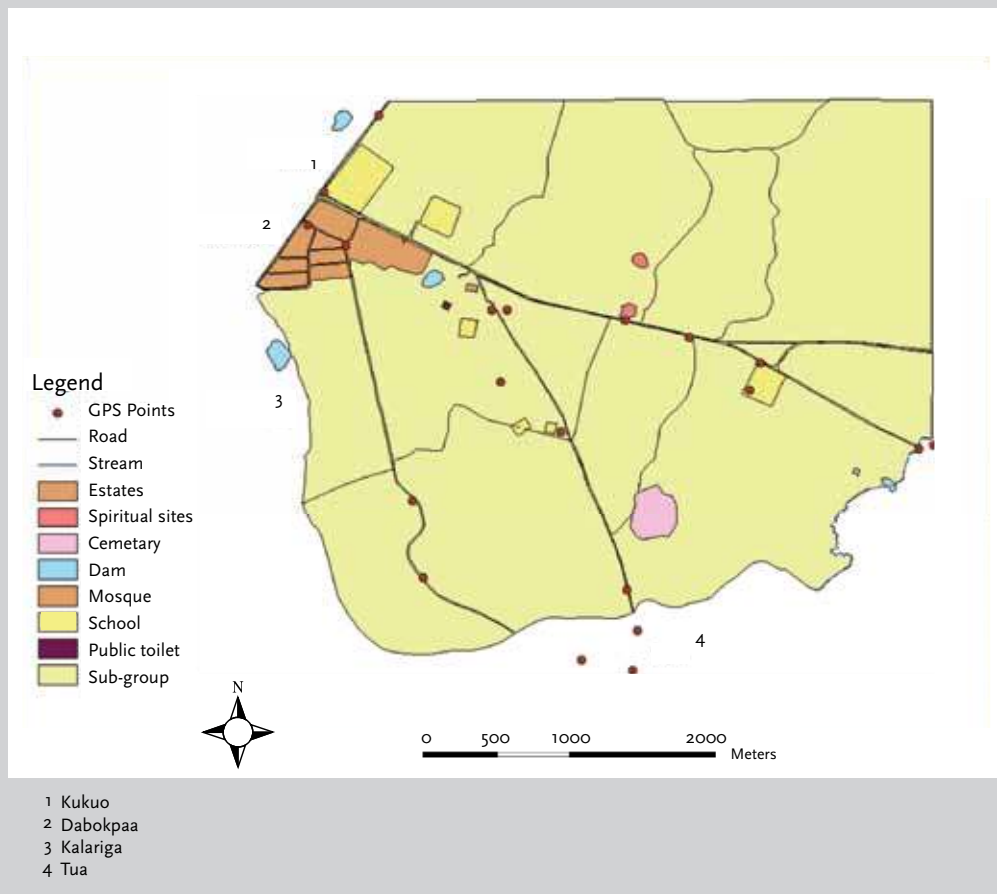 1
2
3
Legend
GPS Points
Road
Stream
Estates
Spiritual sites
Cemetary
Dam
Mosque
School
Public toilet
Sub-group
4
N
0 500 1000 2000
Meters
1 Kukuo
2 Dabokpaa
3 Kalariga
4 Tua